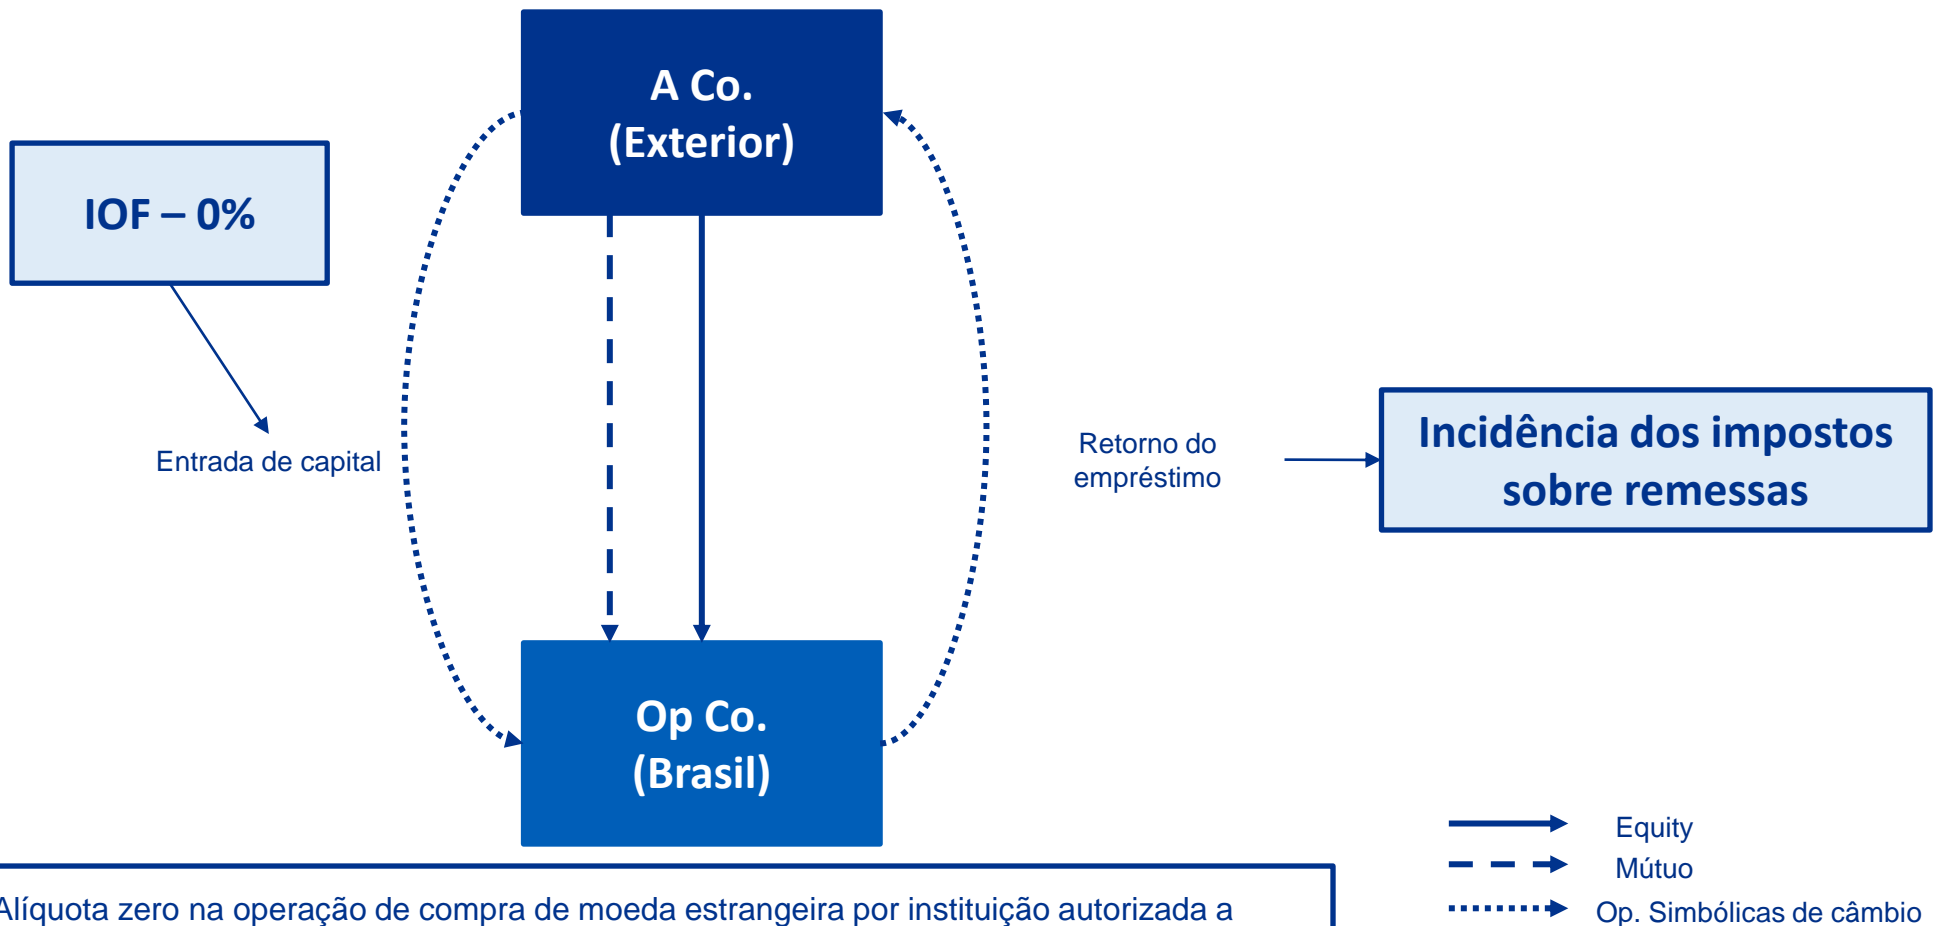 A Co.
(Exterior)
IOF – 0%
Entrada de capital
Retorno do
empréstimo
Incidência dos impostos
sobre remessas
Op Co.
(Brasil)
Equity
Mútuo
Op. Simbólicas de câmbio
Alíquota zero na operação de compra de moeda estrangeira por instituição autorizada a